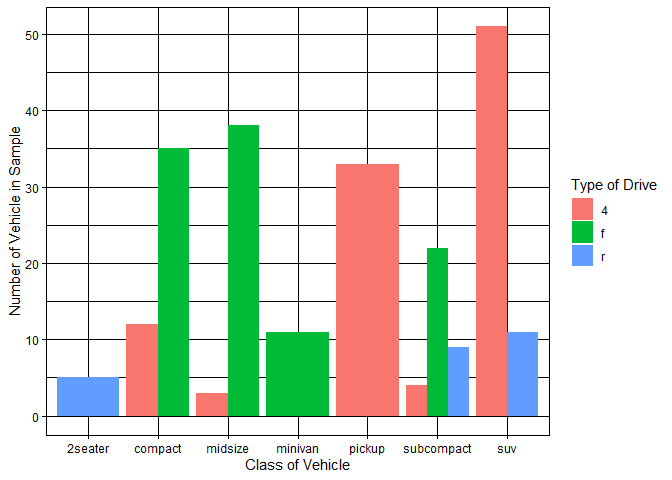 50
40
30
20
10
0
Number of Vehicle in Sample
2seater compact midsize minivan pickup subcompact suv
Class of Vehicle
Type of Drive
4
f
r